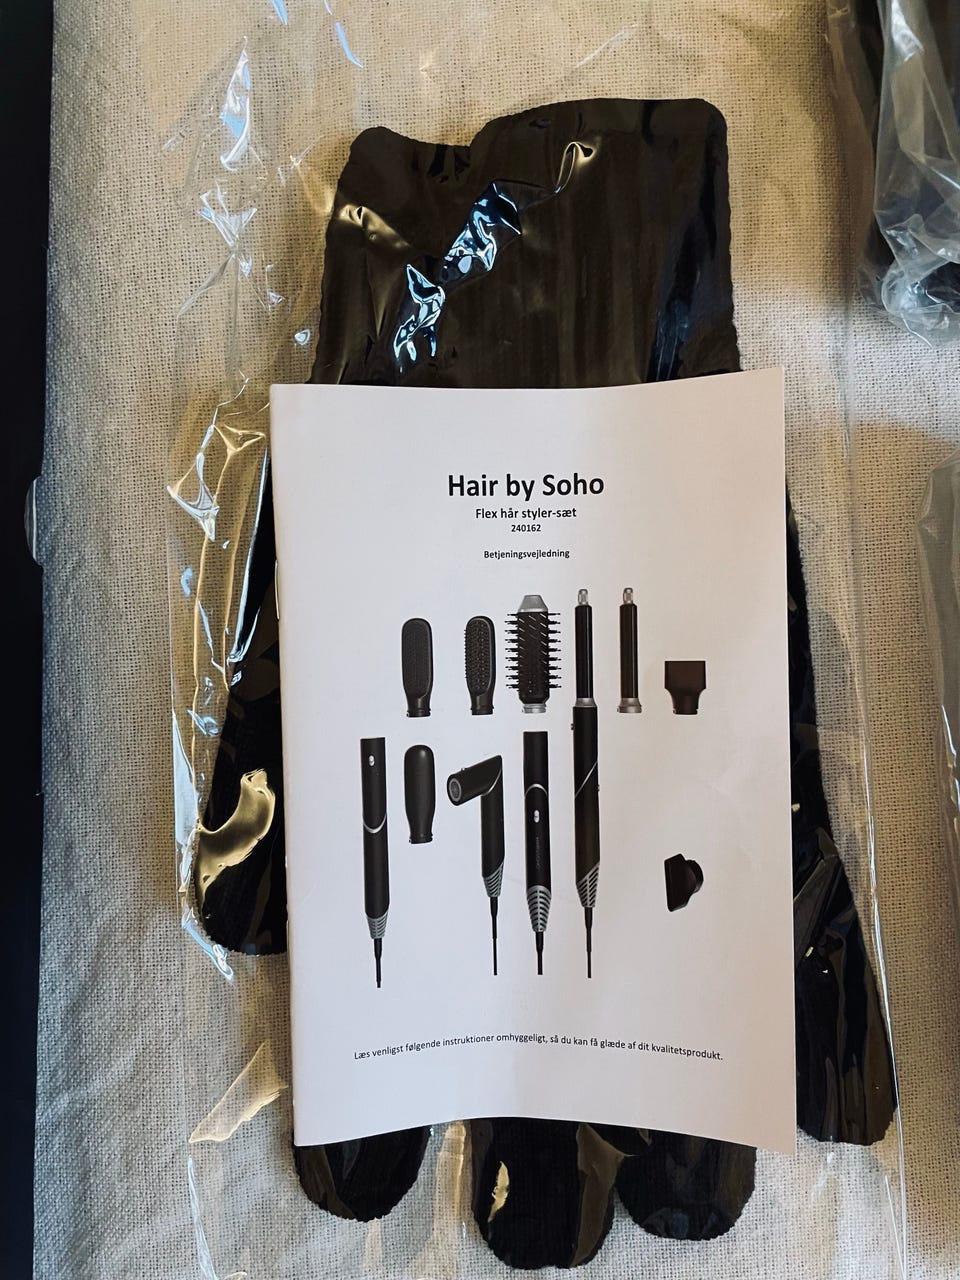 Hair by Soho
Flex hår styler-sæt
240162
Betjeningsvejledning
Læs venligst følgende instruktioner omhyggeligt, så du kan få glæde af dit kvalitetsprodukt.